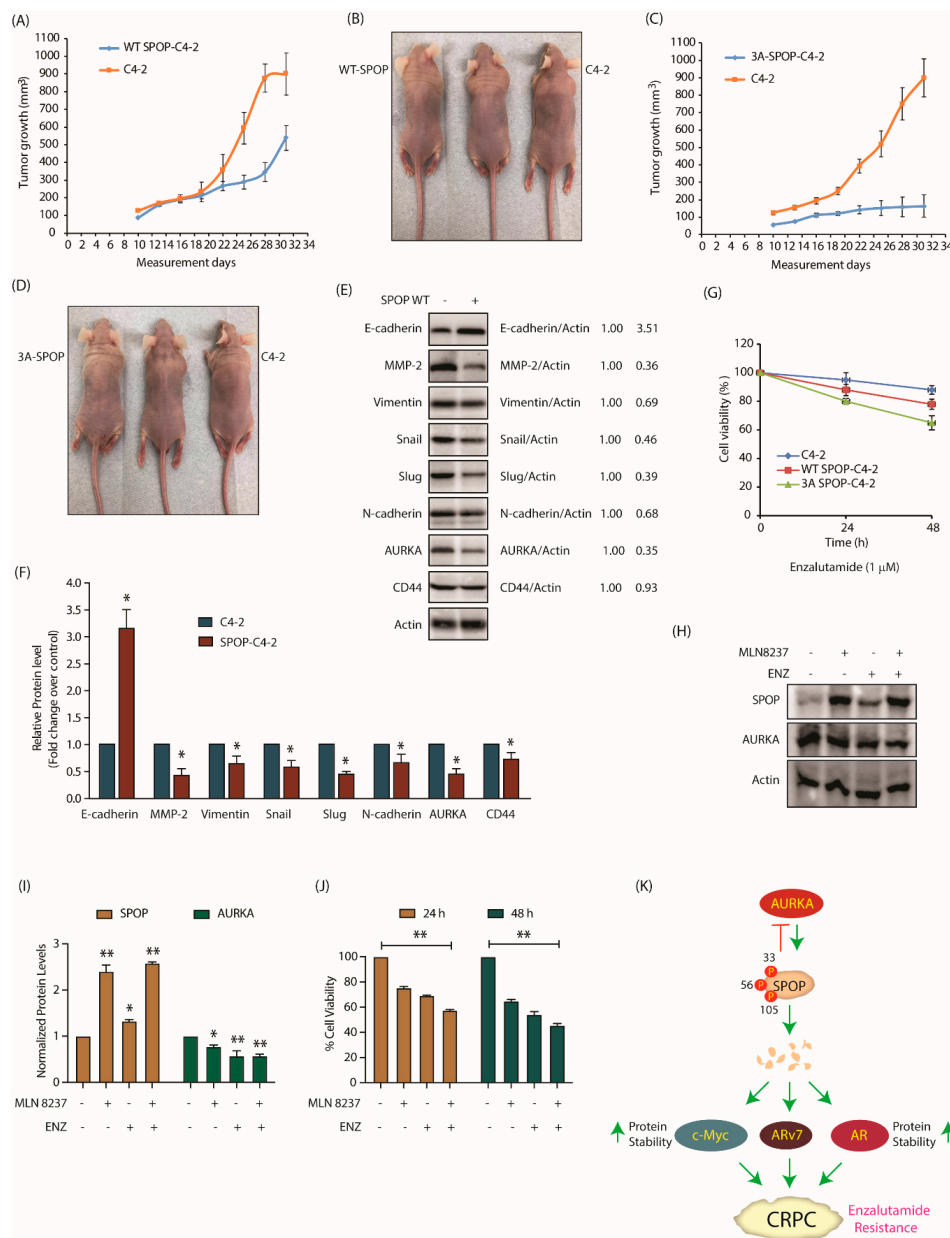 (A)
WT SPOP-C4-2
C4-2
Tumor growth (mm³)
1100
1000
900
800
700
600
500
400
300
200
100
0
0 2 4 6 8 10 12 14 16 18 20 22 24 26 28 30 32 34
Measurement days
(B)
WT-SPOP
C4-2
(C)
3A-SPOP-C4-2
C4-2
Tumor growth (mm³)
1100
1000
900
800
700
600
500
400
300
200
100
0
0 2 4 6 8 10 12 14 16 18 20 22 24 26 28 30 32 34
Measurement days
(D)
3A-SPOP
C4-2
(E)
SPOP WT - +
E-cadherin E-cadherin/Actin 1.00 3.51
MMP-2 MMP-2/Actin 1.00 0.36
Vimentin Vimentin/Actin 1.00 0.69
Snail Snail/Actin 1.00 0.46
Slug Slug/Actin 1.00 0.39
N-cadherin N-cadherin/Actin 1.00 0.68
AURKA AURKA/Actin 1.00 0.35
CD44 CD44/Actin 1.00 0.93
Actin
(F)
C4-2
SPOP-C4-2
Relative Protein level
(Fold change over control)
4.0
3.5
3.0
2.5
2.0
1.5
1.0
0.5
0.0
* * * * * * * *
E-cadherin MMP-2 Vimentin Snail Slug N-cadherin AURKA CD44
(G)
Cell viability (%)
120
100
80
60
40
20
0
C4-2
WT SPOP-C4-2
3A SPOP-C4-2
0 24 48
Time (h)
Enzalutamide (1 µM)
(H)
MLN8237 - + - +
ENZ - - + +
SPOP
AURKA
Actin
(I)
SPOP AURKA
Normalized Protein Levels
3
2
1
0
** * ** * ** **
MLN 8237 - + - + - + - +
ENZ - - + + - - + +
(J)
24 h 48 h
% Cell Viability
100
80
60
40
20
0
** **
MLN 8237 - + - + - + - +
ENZ - - + + - - + +
(K)
AURKA
33
P
56 P SPOP
P
105
Protein
Stability
c-Myc ARv7 AR
Protein
Stability
CRPC
Enzalutamide
Resistance